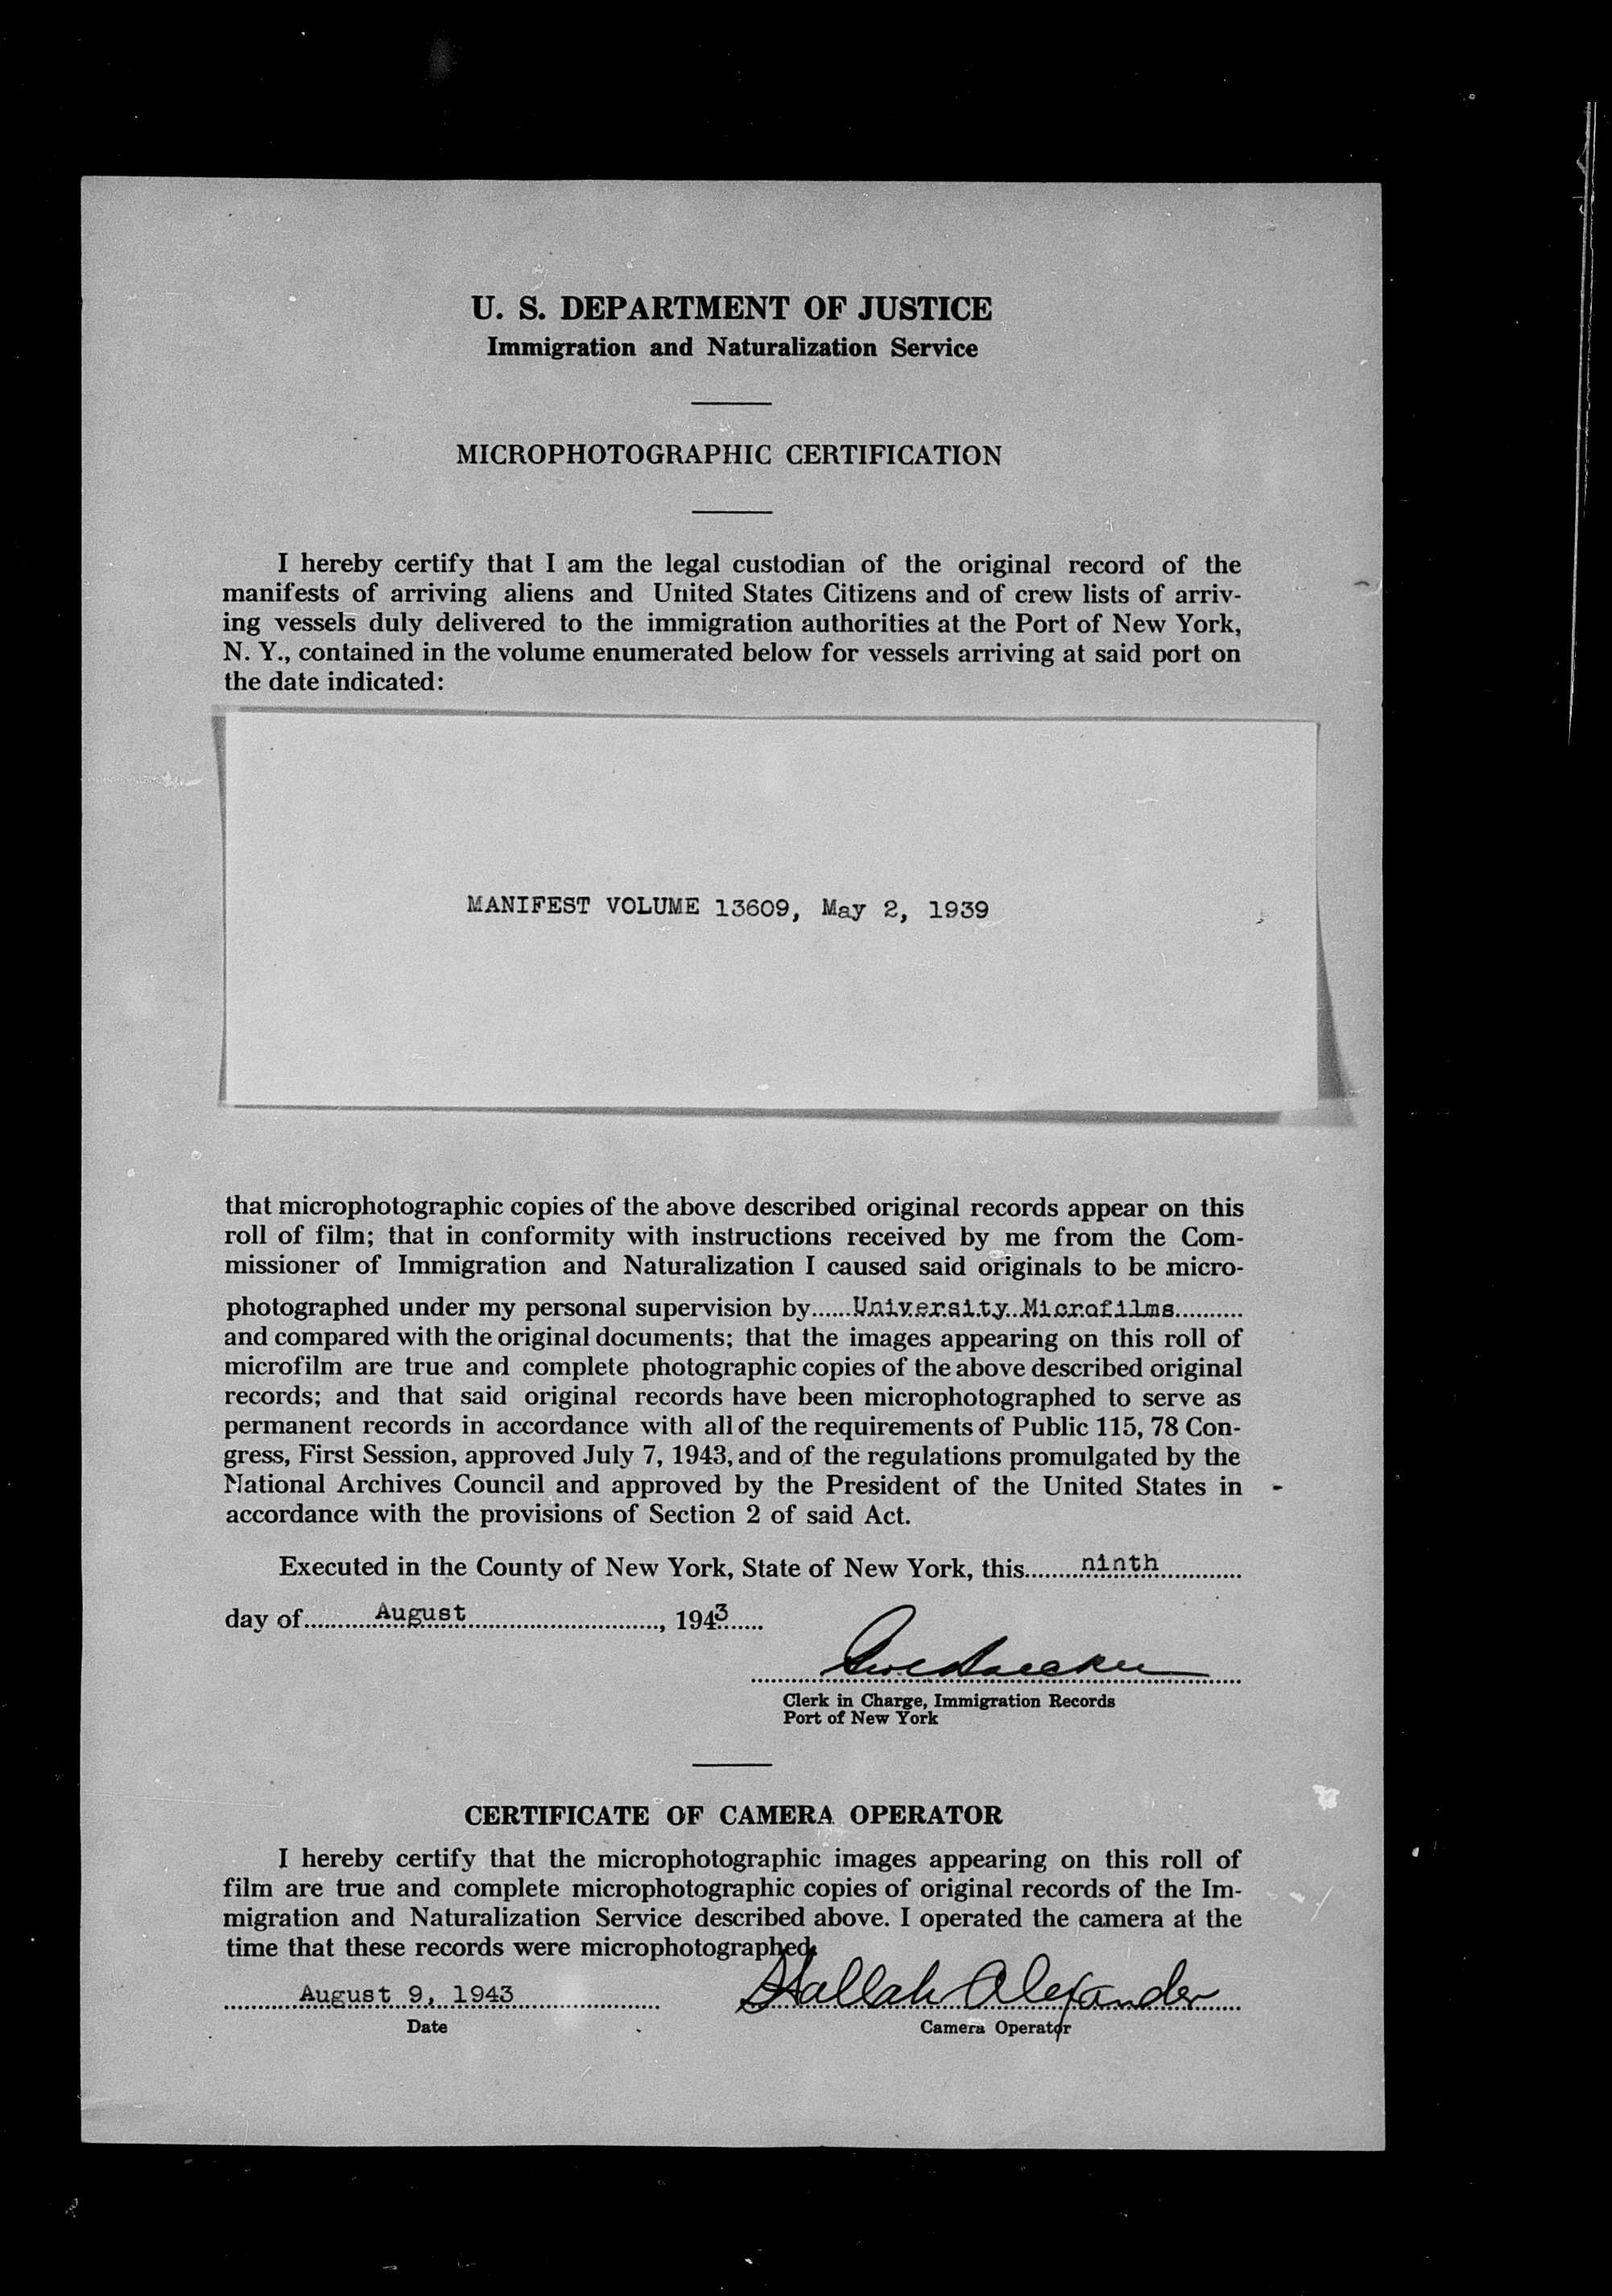 U. S. DEPARTMENT OF JUSTICE
Immigration and Naturalization Service
MICROPHOTOGRAPHIC CERTIFICATION
I hereby certify that I am the legal custodian of the original record of the
manifests of arriving aliens and United States Citizens and of crew lists of arriv-
ing vessels duly delivered to the immigration authorities at the Port of New York,
N. Y., contained in the volume enumerated below for vessels arriving at said port on
the date indicated:
MANIFEST VOLUME 13609, May 2, 1939
that microphotographic copies of the above described original records appear on this
roll of film; that in conformity with instructions received by me from the Com-
missioner of Immigration and Naturalization I caused said originals to be micro-
photographed under my personal supervision by......University Microfilms..........
and compared with the original documents; that the images appearing on this roll of
microfilm are true and complete photographic copies of the above described original
records; and that said original records have been microphotographed to serve as
permanent records in accordance with all of the requirements of Public 115, 78 Con-
gress, First Session, approved July 7, 1943, and of the regulations promulgated by the
National Archives Council and approved by the President of the United States in
accordance with the provisions of Section 2 of said Act.
Executed in the County of New York, State of New York, this........ninth............
day of..........August............................, 1943......
Clerk in Charge, Immigration Records
Port of New York
CERTIFICATE OF CAMERA OPERATOR
I hereby certify that the microphotographic images appearing on this roll of
film are true and complete microphotographic copies of original records of the Im-
migration and Naturalization Service described above. I operated the camera at the
time that these records were microphotographed.
August 9, 1943 Alexander
Date Camera Operator